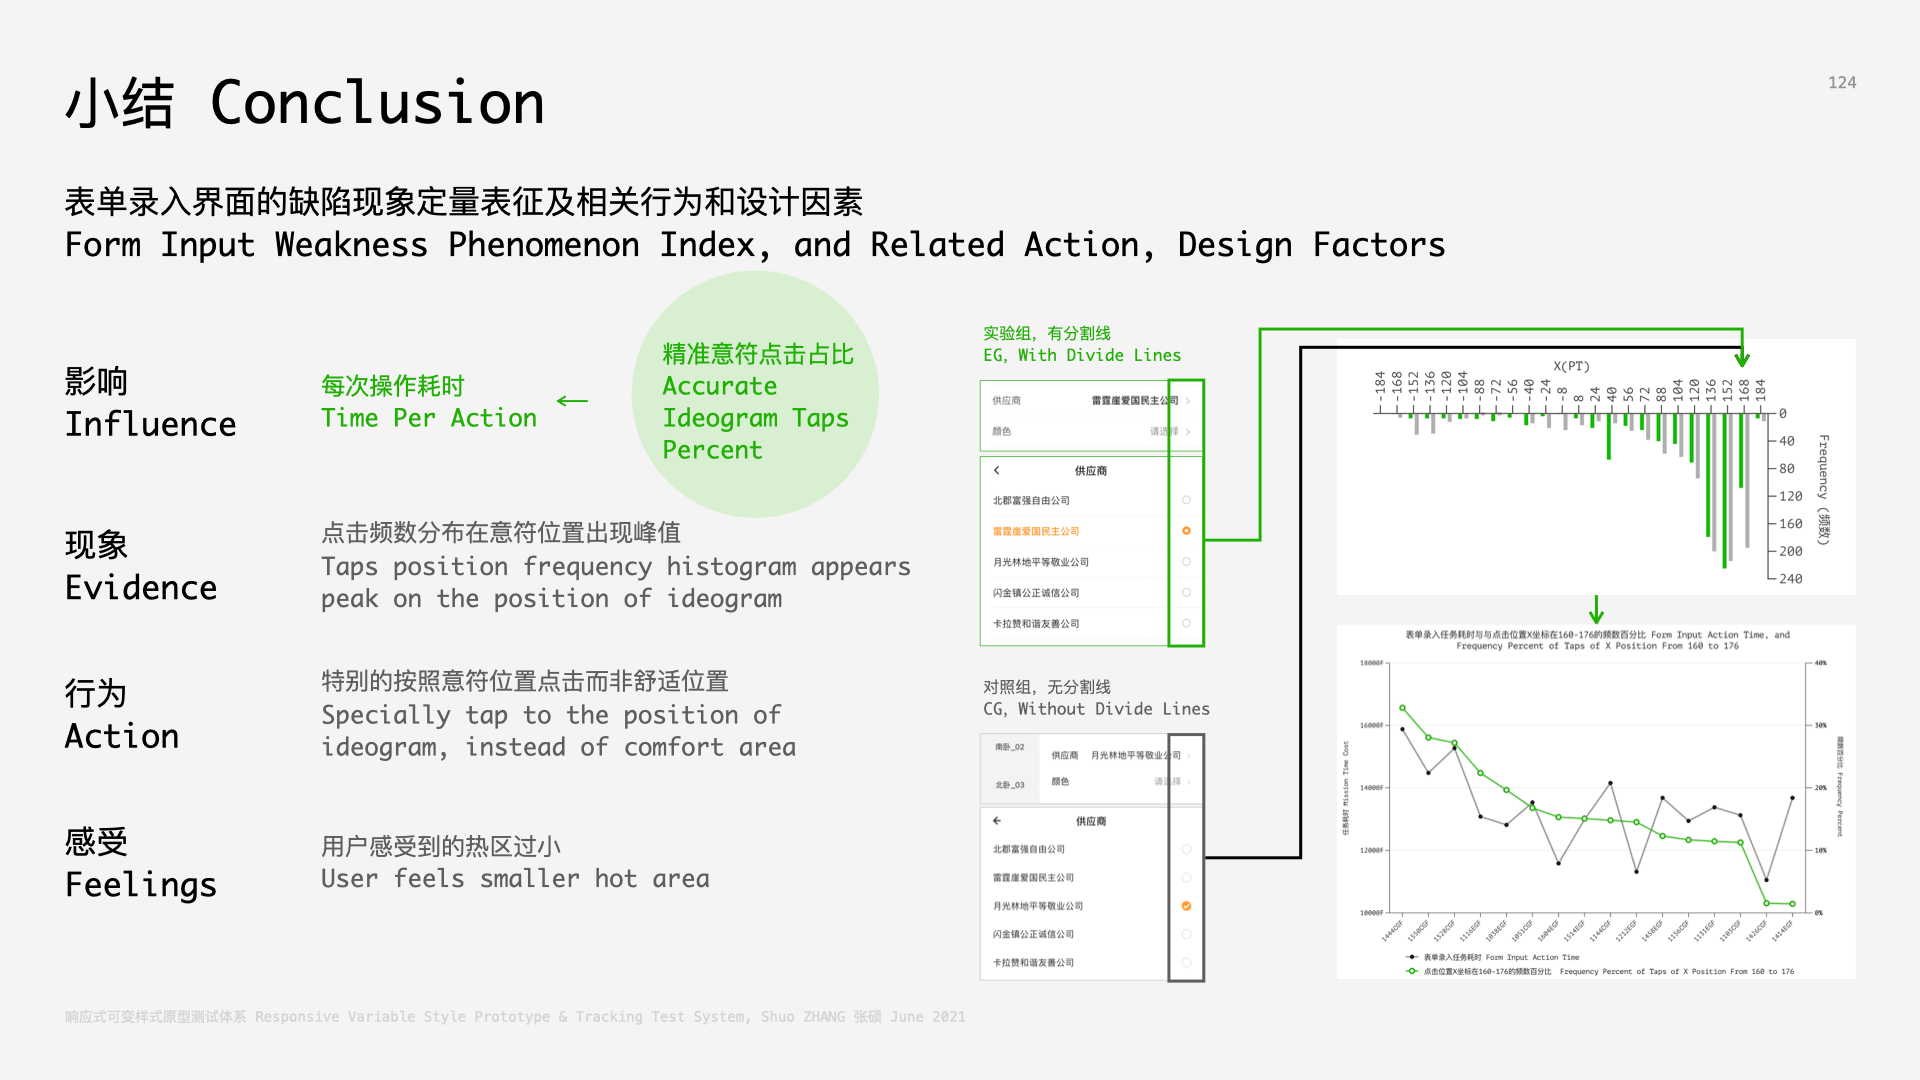 小结 Conclusion
124
表单录入界面的缺陷现象定量表征及相关行为和设计因素
Form Input Weakness Phenomenon Index, and Related Action, Design Factors
影响
Influence
每次操作耗时
Time Per Action
←
精准意符点击占比
Accurate
Ideogram Taps
Percent
现象
Evidence
点击频数分布在意符位置出现峰值
Taps position frequency histogram appears
peak on the position of ideogram
行为
Action
特别的按照意符位置点击而非舒适位置
Specially tap to the position of
ideogram, instead of comfort area
感受
Feelings
用户感受到的热区过小
User feels smaller hot area
实验组, 有分割线
EG, With Divide Lines
供应商 雷霆崖爱国民主公司
颜色 请选择
供应商
北郡富强自由公司
雷霆崖爱国民主公司
月光林地平等敬业公司
闪金镇公正诚信公司
卡拉赞和谐友善公司
对照组, 无分割线
CG, Without Divide Lines
南卧_02
北卧_03
供应商 月光林地平等敬业公司
颜色 请选择
供应商
北郡富强自由公司
雷霆崖爱国民主公司
月光林地平等敬业公司
闪金镇公正诚信公司
卡拉赞和谐友善公司
X(PT)
-184 -168 -152 -136 -120 -104 -88 -72 -56 -40 -24 -8 8 24 40 56 72 88 104 120 136 152 168 184
0
40
80
120
160
200
240
Frequency (频数)
表单录入任务耗时与与点击位置X坐标在160-176的频数百分比 Form Input Action Time, and
Frequency Percent of Taps of X Position From 160 to 176
18000F
16000F
14000F
12000F
10000F
任务耗时 Mission Time Cost
40%
30%
20%
10%
0%
频数百分比 Frequency Percent
1444CGF 1550CGF 1528CGF 1116EGF 1038EGF 1051CGF 1604EGF 1514EGF 1144CGF 1212EGF 1458EGF 1156CGF 1131EGF 1103CGF 1426CGF 1414EGF
表单录入任务耗时 Form Input Action Time
点击位置X坐标在160-176的频数百分比 Frequency Percent of Taps of X Position From 160 to 176
响应式可变样式原型测试体系 Responsive Variable Style Prototype & Tracking Test System, Shuo ZHANG 张硕 June 2021